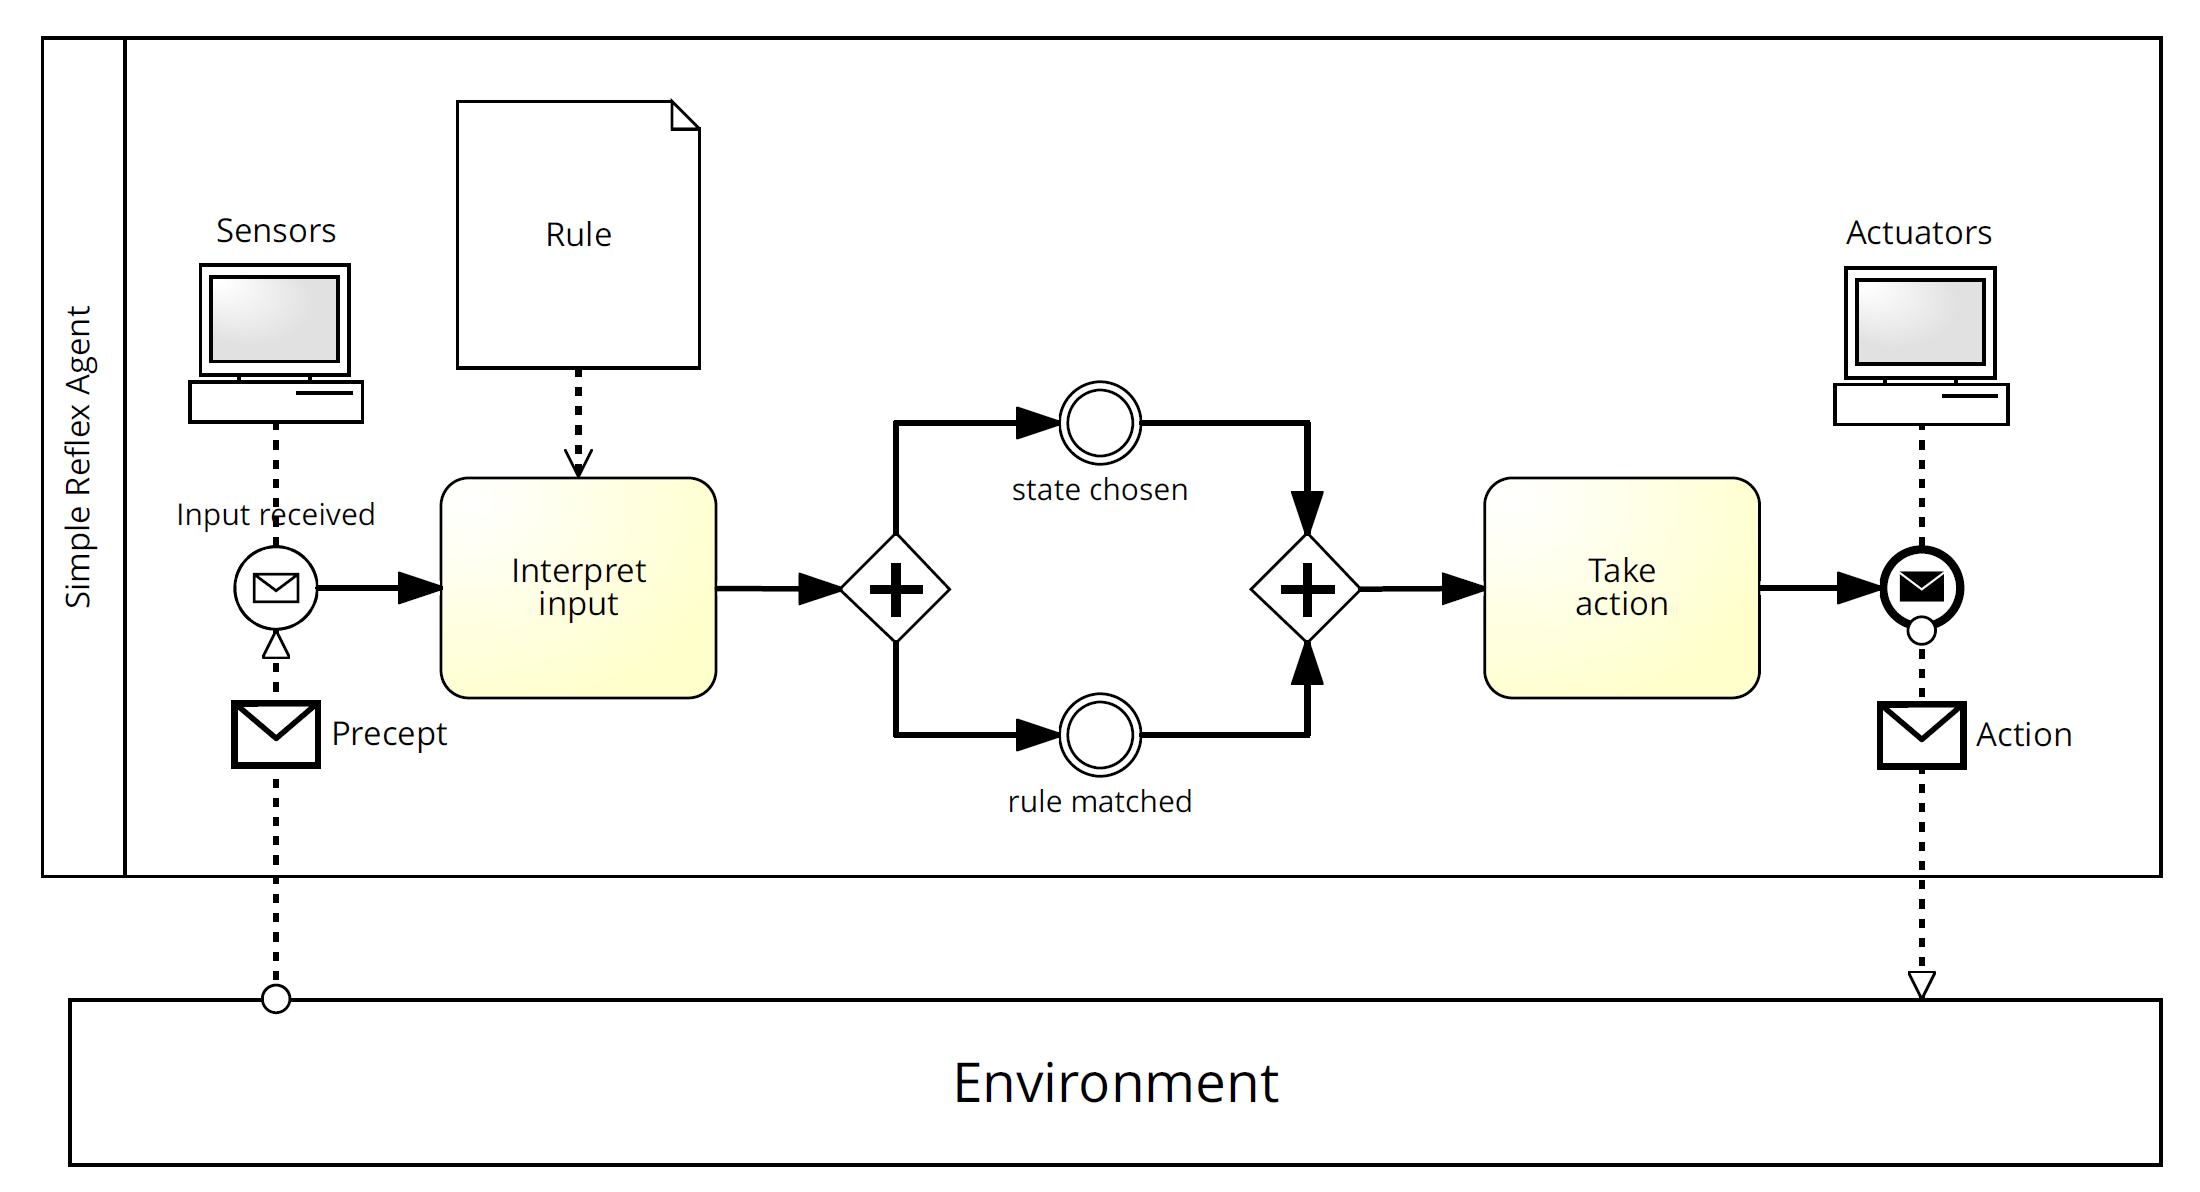 Simple Reflex Agent
Sensors
Rule
Actuators
Input received
state chosen
Interpret
input
Take
action
Precept
Action
rule matched
Environment